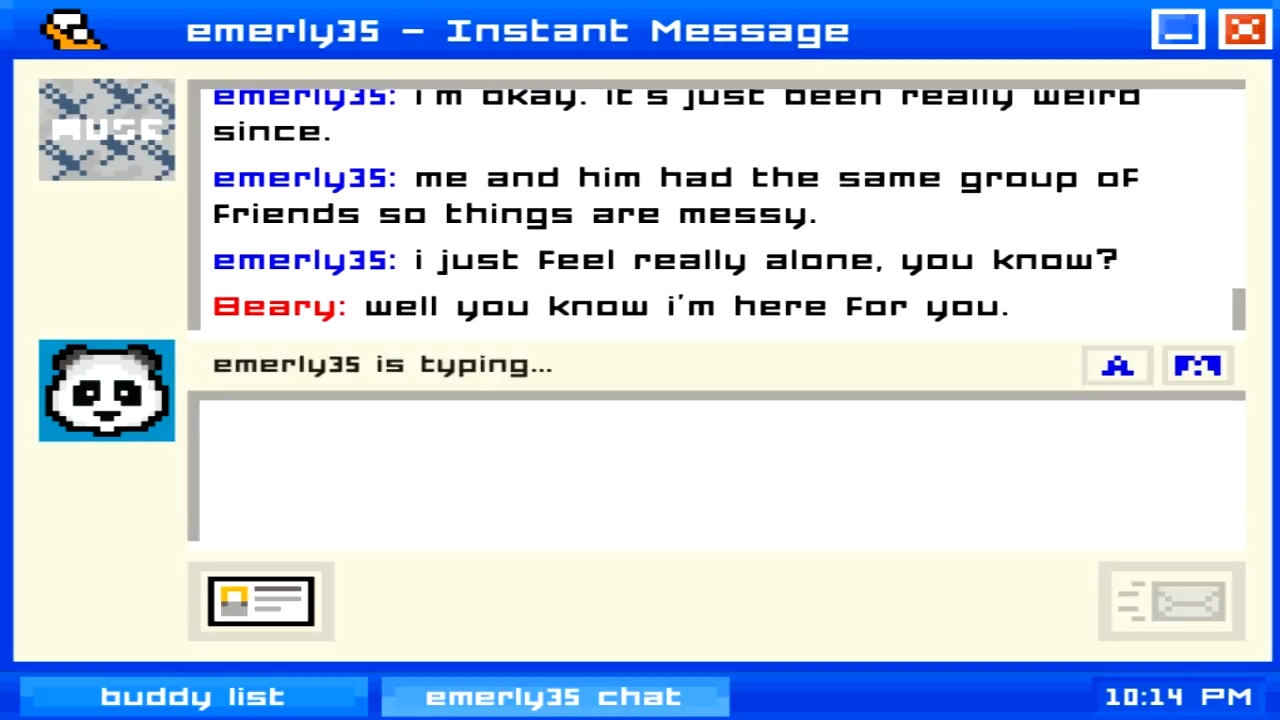 emerly35 - Instant Message
MUSE
emerly35: i'm okay. it's just been really weird
since.
emerly35: me and him had the same group of
friends so things are messy.
emerly35: i just feel really alone, you know?
Beary: well you know i'm here for you.
emerly35 is typing...
A
buddy list
emerly35 chat
10:14 PM